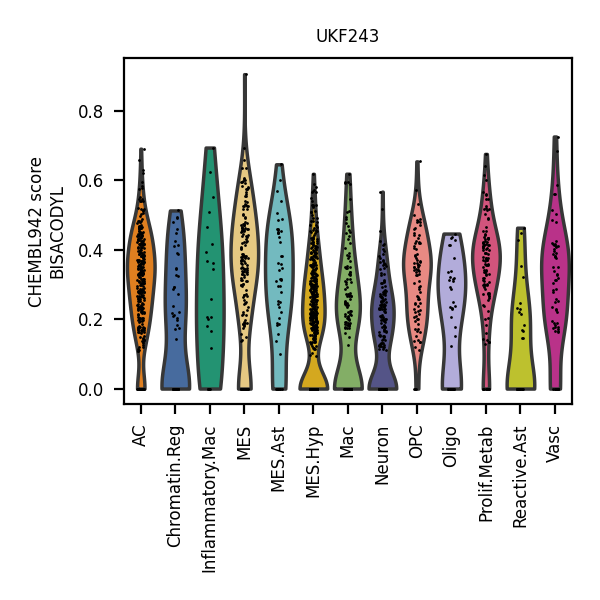 UKF243
CHEMBL942 score
BISACODYL
0.8
0.6
0.4
0.2
0.0
AC
Chromatin.Reg
Inflammatory.Mac
MES
MES.Ast
MES.Hyp
Mac
Neuron
OPC
Oligo
Prolif.Metab
Reactive.Ast
Vasc